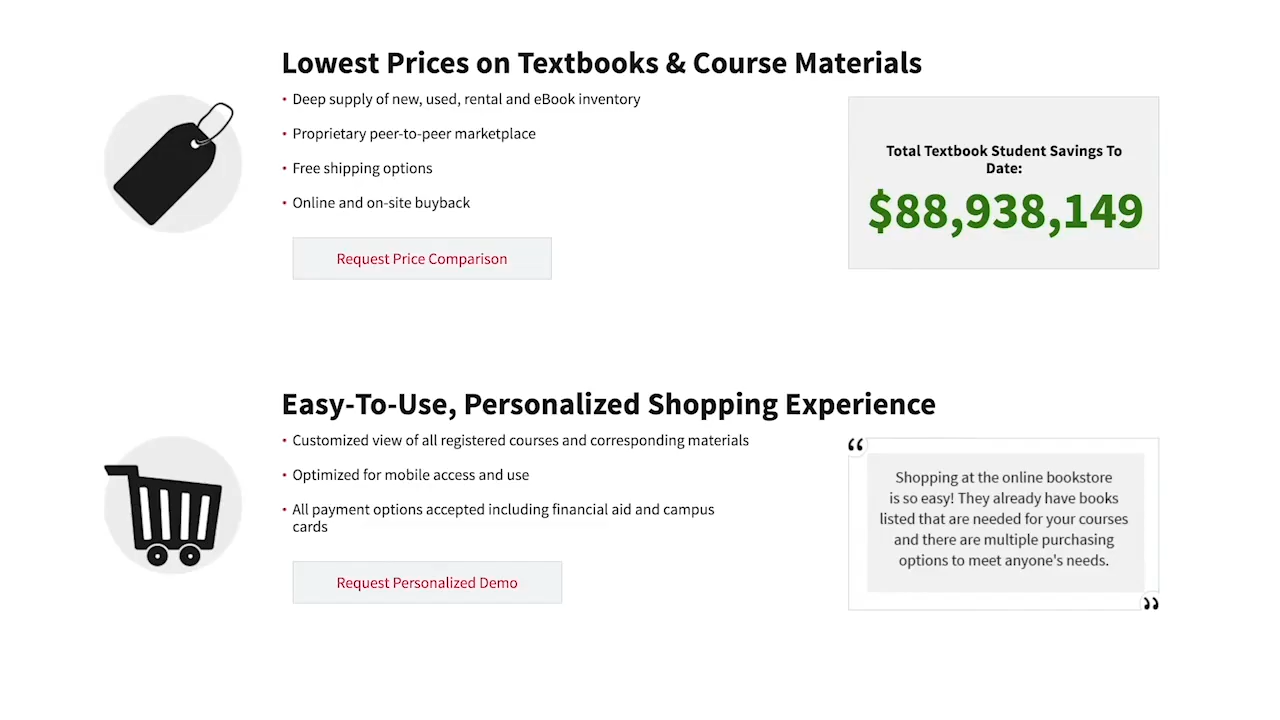 Lowest Prices on Textbooks & Course Materials
• Deep supply of new, used, rental and eBook inventory
• Proprietary peer-to-peer marketplace
• Free shipping options
• Online and on-site buyback
Request Price Comparison
Total Textbook Student Savings To
Date:
$88,938,149
Easy-To-Use, Personalized Shopping Experience
• Customized view of all registered courses and corresponding materials
• Optimized for mobile access and use
• All payment options accepted including financial aid and campus
cards
Request Personalized Demo
“
Shopping at the online bookstore
is so easy! They already have books
listed that are needed for your courses
and there are multiple purchasing
options to meet anyone's needs.
”